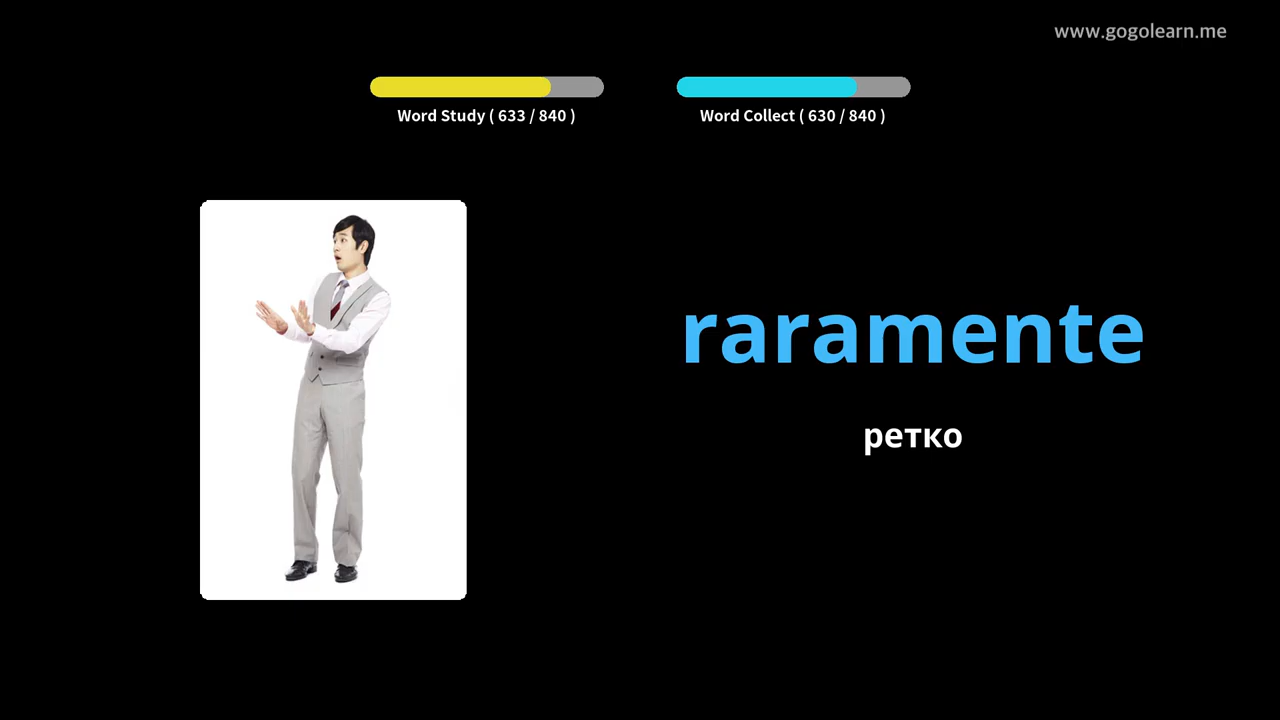 www.gogolearn.me
Word Study ( 633 / 840 )
Word Collect ( 630 / 840 )
raramente
ретко